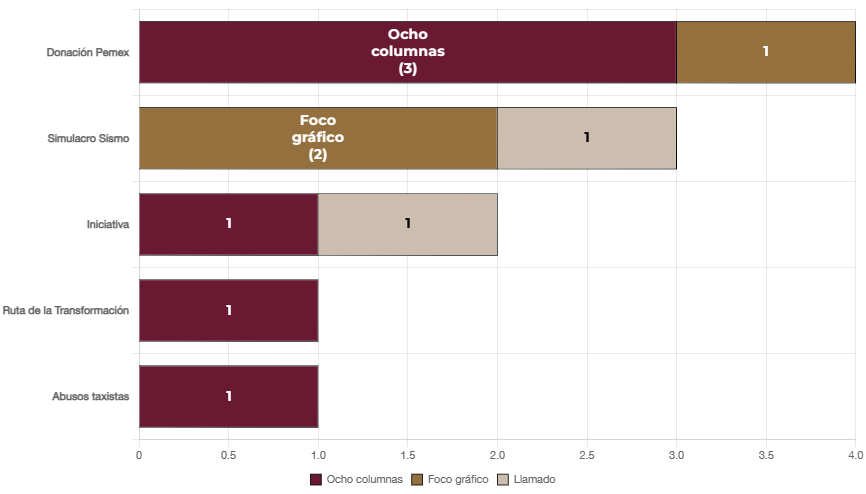 Donación Pemex
Ocho
columnas
(3)
1
Simulacro Sismo
Foco
gráfico
(2)
1
Iniciativa
1
1
Ruta de la Transformación
1
Abusos taxistas
1
0
0.5
1.0
1.5
2.0
2.5
3.0
3.5
4.0
Ocho columnas
Foco gráfico
Llamado